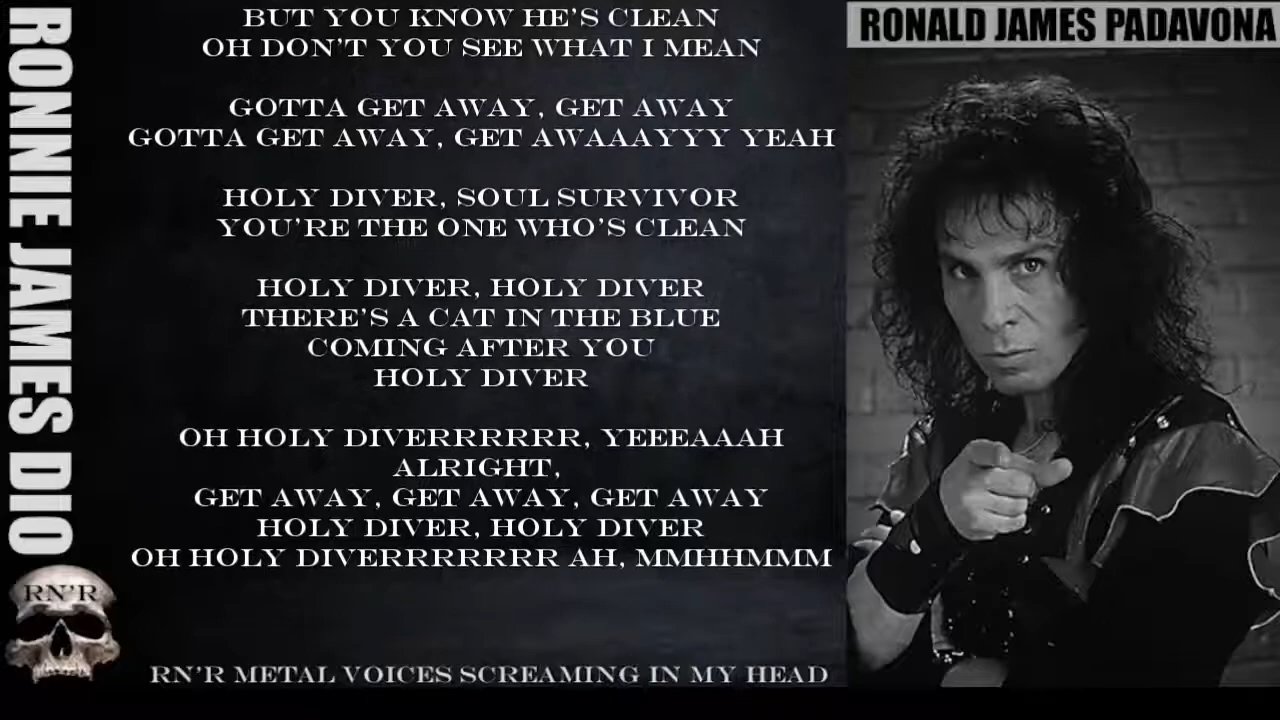 RONNIE JAMES DIO
BUT YOU KNOW HE'S CLEAN
OH DON'T YOU SEE WHAT I MEAN
GOTTA GET AWAY, GET AWAY
GOTTA GET AWAY, GET AWAAAYYY YEAH
HOLY DIVER, SOUL SURVIVOR
YOU'RE THE ONE WHO'S CLEAN
HOLY DIVER, HOLY DIVER
THERE'S A CAT IN THE BLUE
COMING AFTER YOU
HOLY DIVER
OH HOLY DIVERRRRRR, YEEEAAAH
ALRIGHT,
GET AWAY, GET AWAY, GET AWAY
HOLY DIVER, HOLY DIVER
OH HOLY DIVERRRRRRR AH, MMHHMMM
RN'R
RN'R METAL VOICES SCREAMING IN MY HEAD
RONALD JAMES PADAVONA